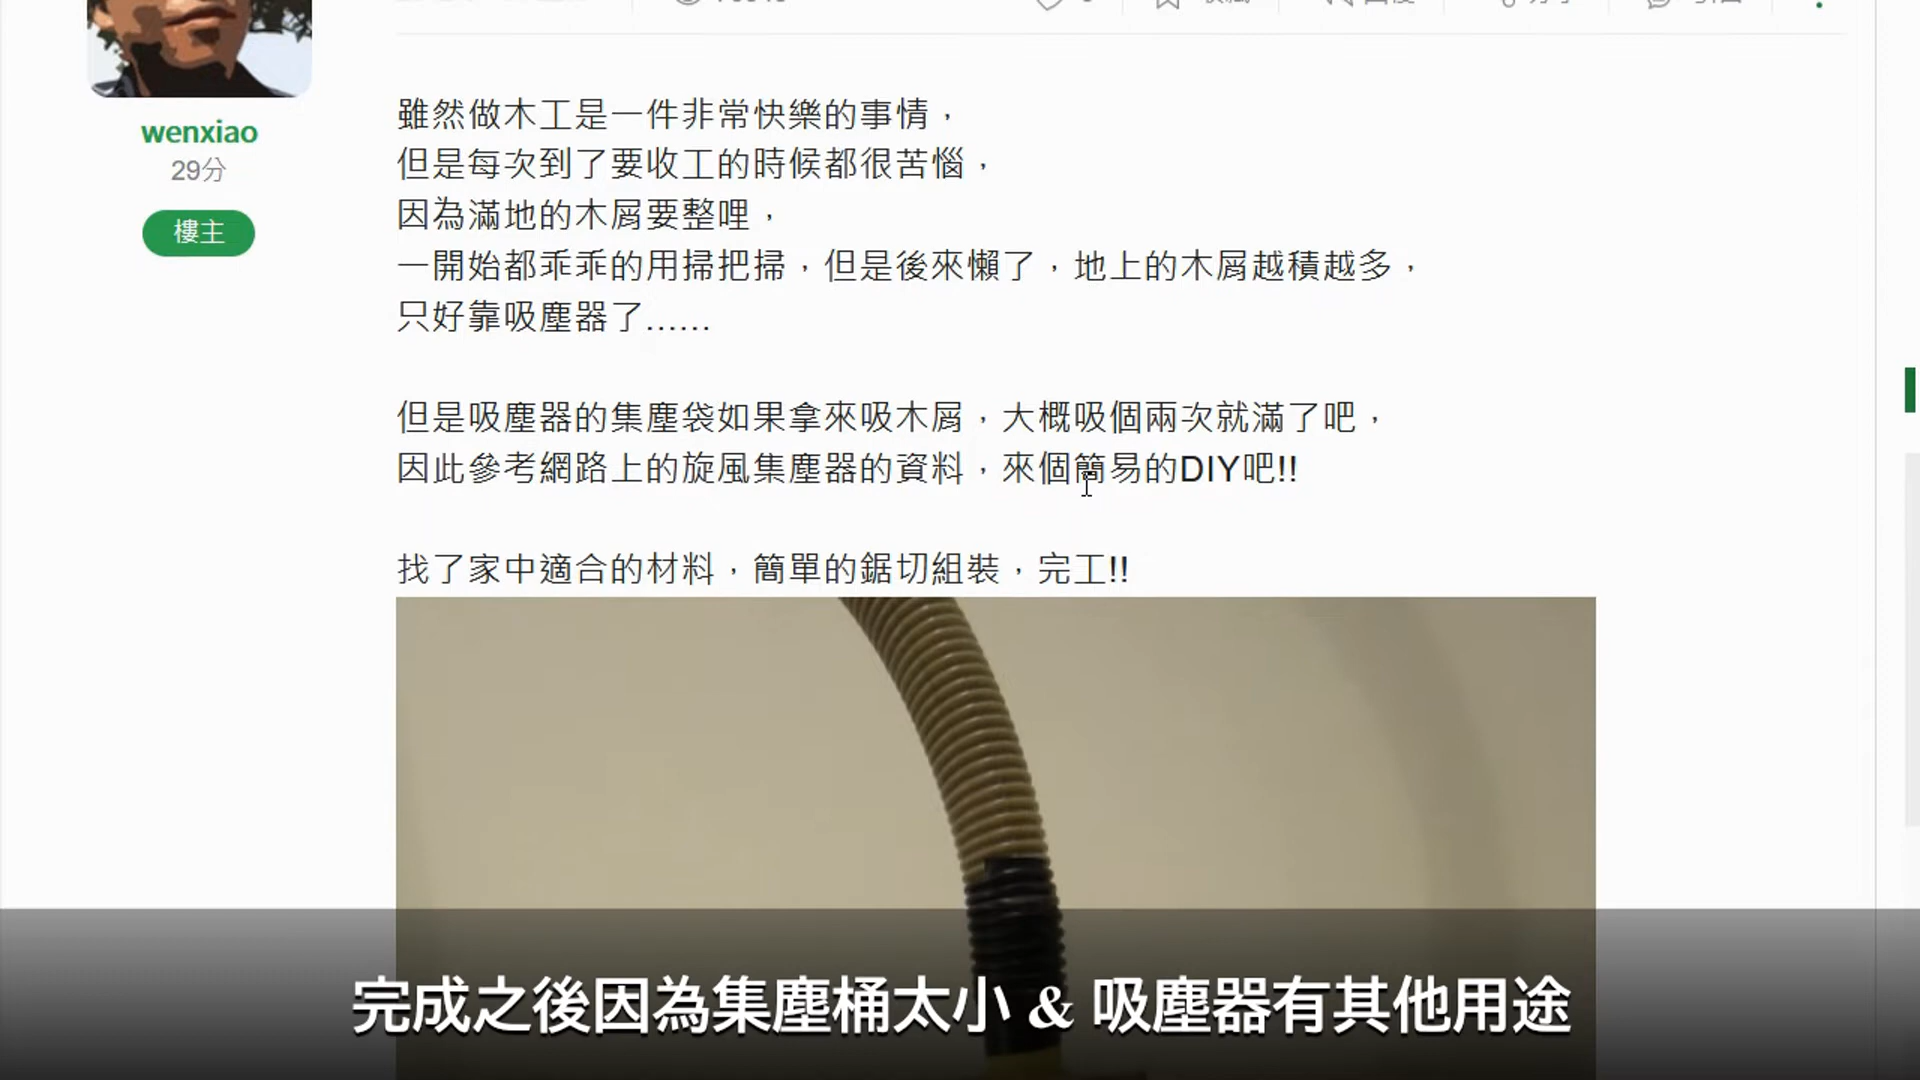 wenxiao
29分
樓主
雖然做木工是一件非常快樂的事情，
但是每次到了要收工的時候都很苦惱，
因為滿地的木屑要整哩，
一開始都乖乖的用掃把掃，但是後來懶了，地上的木屑越積越多，
只好靠吸塵器了......
但是吸塵器的集塵袋如果拿來吸木屑，大概吸個兩次就滿了吧，
因此參考網路上的旋風集塵器的資料，來個簡易的DIY吧!!
找了家中適合的材料，簡單的鋸切組裝，完工!!
完成之後因為集塵桶太小 & 吸塵器有其他用途